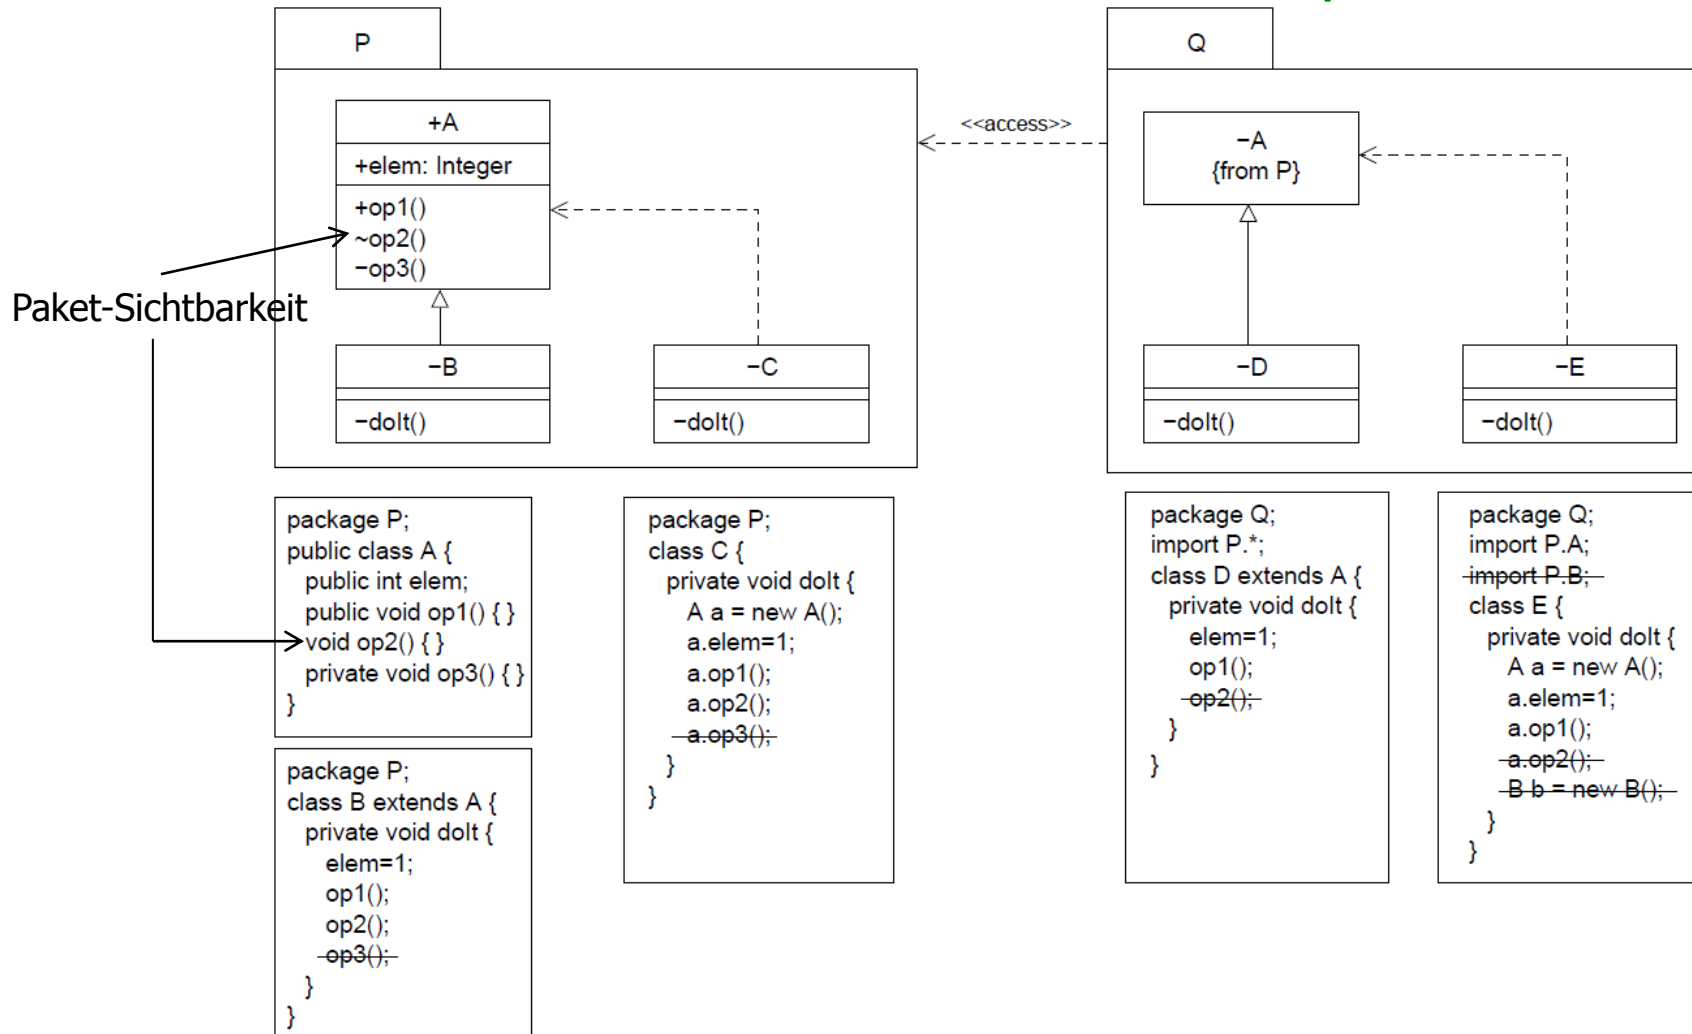 P
+A
+elem: Integer
+op1()
~op2()
−op3()
−B
−doIt()
−C
−doIt()
<<access>>
Q
−A
{from P}
−D
−doIt()
−E
−doIt()
Paket-Sichtbarkeit
package P;
public class A {
public int elem;
public void op1() { }
void op2() { }
private void op3() { }
}
package P;
class B extends A {
private void doIt {
elem=1;
op1();
op2();
op3();
}
}
package P;
class C {
private void doIt {
A a = new A();
a.elem=1;
a.op1();
a.op2();
a.op3();
}
}
package Q;
import P.*;
class D extends A {
private void doIt {
elem=1;
op1();
op2();
}
}
package Q;
import P.A;
import P.B;
class E {
private void doIt {
A a = new A();
a.elem=1;
a.op1();
a.op2();
B b = new B();
}
}